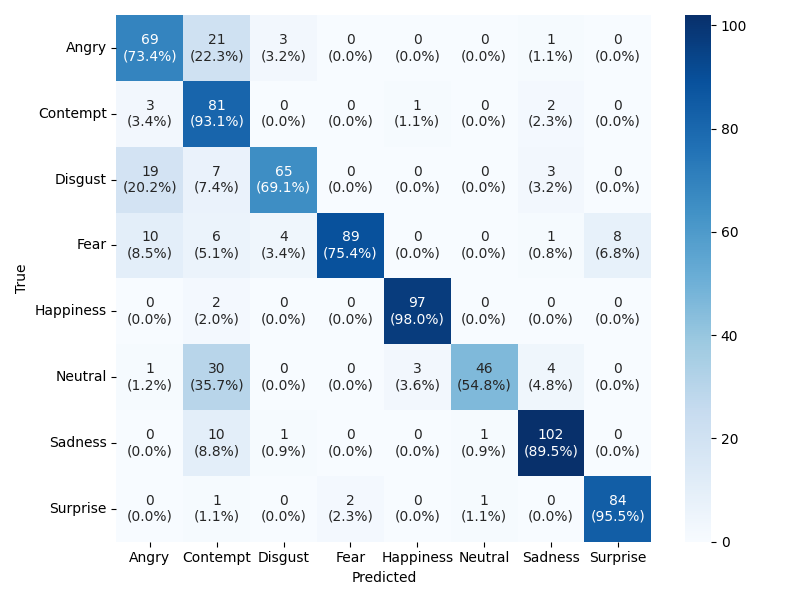 Angry 69 21 3 0 0 0 1 0
(73.4%) (22.3%) (3.2%) (0.0%) (0.0%) (0.0%) (1.1%) (0.0%)
Contempt 3 81 0 0 1 0 2 0
(3.4%) (93.1%) (0.0%) (0.0%) (1.1%) (0.0%) (2.3%) (0.0%)
Disgust 19 7 65 0 0 0 3 0
(20.2%) (7.4%) (69.1%) (0.0%) (0.0%) (0.0%) (3.2%) (0.0%)
Fear 10 6 4 89 0 0 1 8
(8.5%) (5.1%) (3.4%) (75.4%) (0.0%) (0.0%) (0.8%) (6.8%)
Happiness 0 2 0 0 97 0 0 0
(0.0%) (2.0%) (0.0%) (0.0%) (98.0%) (0.0%) (0.0%) (0.0%)
Neutral 1 30 0 0 3 46 4 0
(1.2%) (35.7%) (0.0%) (0.0%) (3.6%) (54.8%) (4.8%) (0.0%)
Sadness 0 10 1 0 0 1 102 0
(0.0%) (8.8%) (0.9%) (0.0%) (0.0%) (0.9%) (89.5%) (0.0%)
Surprise 0 1 0 2 0 1 0 84
(0.0%) (1.1%) (0.0%) (2.3%) (0.0%) (1.1%) (0.0%) (95.5%)
Angry Contempt Disgust Fear Happiness Neutral Sadness Surprise
Predicted
True
100
80
60
40
20
0